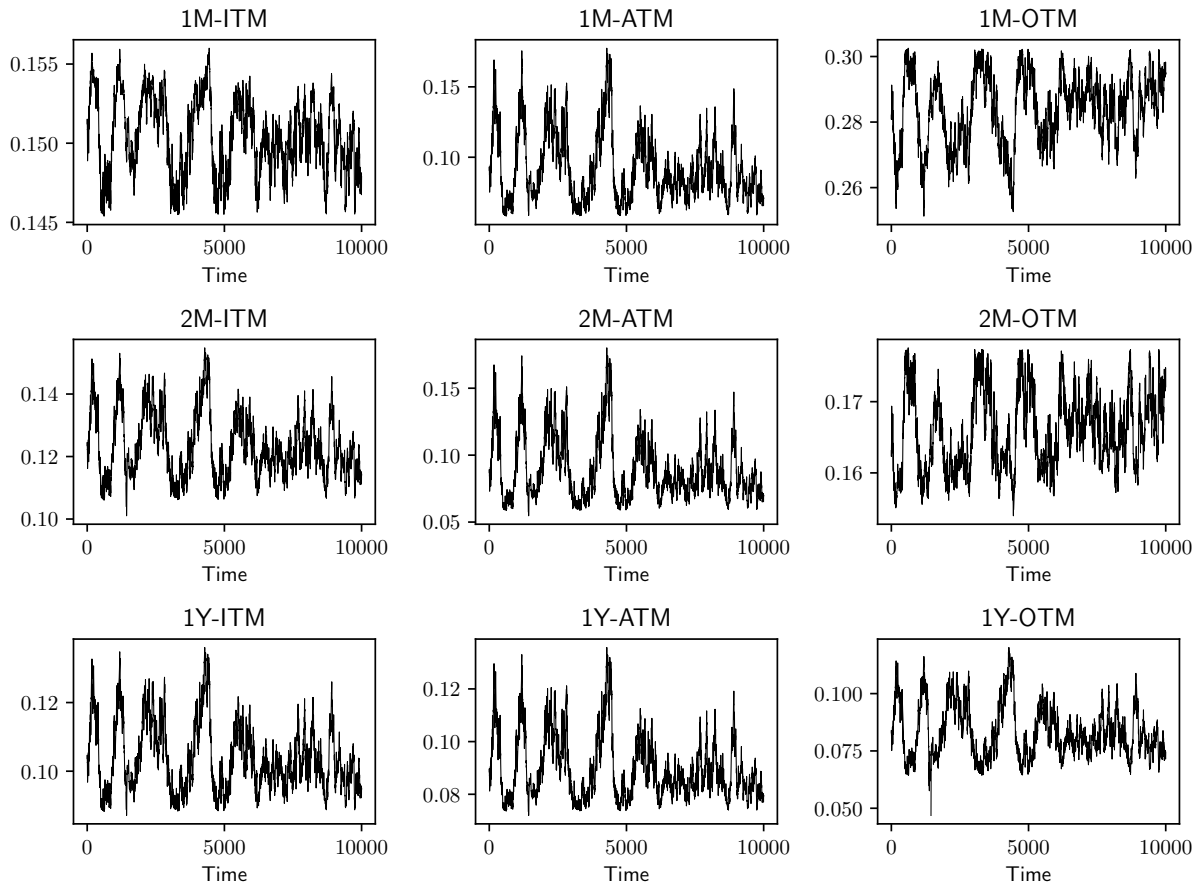 1M-ITM 1M-ATM 1M-OTM
0.155 0.15 0.30
0.150 0.10 0.28
0.145 0.26
0 5000 10000 0 5000 10000 0 5000 10000
Time Time Time
2M-ITM 2M-ATM 2M-OTM
0.14 0.15 0.17
0.12 0.10 0.16
0.10 0.05
0 5000 10000 0 5000 10000 0 5000 10000
Time Time Time
1Y-ITM 1Y-ATM 1Y-OTM
0.12 0.12 0.100
0.10 0.10 0.075
0.08 0.050
0 5000 10000 0 5000 10000 0 5000 10000
Time Time Time